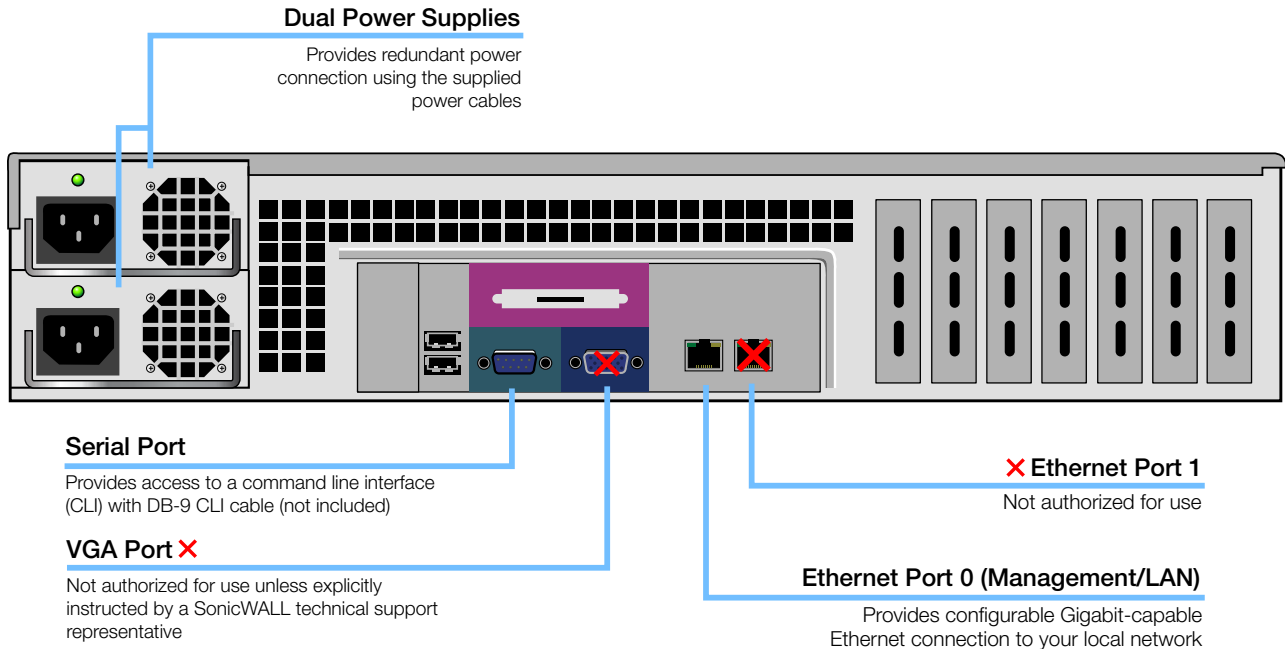 Dual Power Supplies
Provides redundant power
connection using the supplied
power cables
Serial Port
Provides access to a command line interface
(CLI) with DB-9 CLI cable (not included)
VGA Port
Not authorized for use unless explicitly
instructed by a SonicWALL technical support
representative
Ethernet Port 1
Not authorized for use
Ethernet Port 0 (Management/LAN)
Provides configurable Gigabit-capable
Ethernet connection to your local network